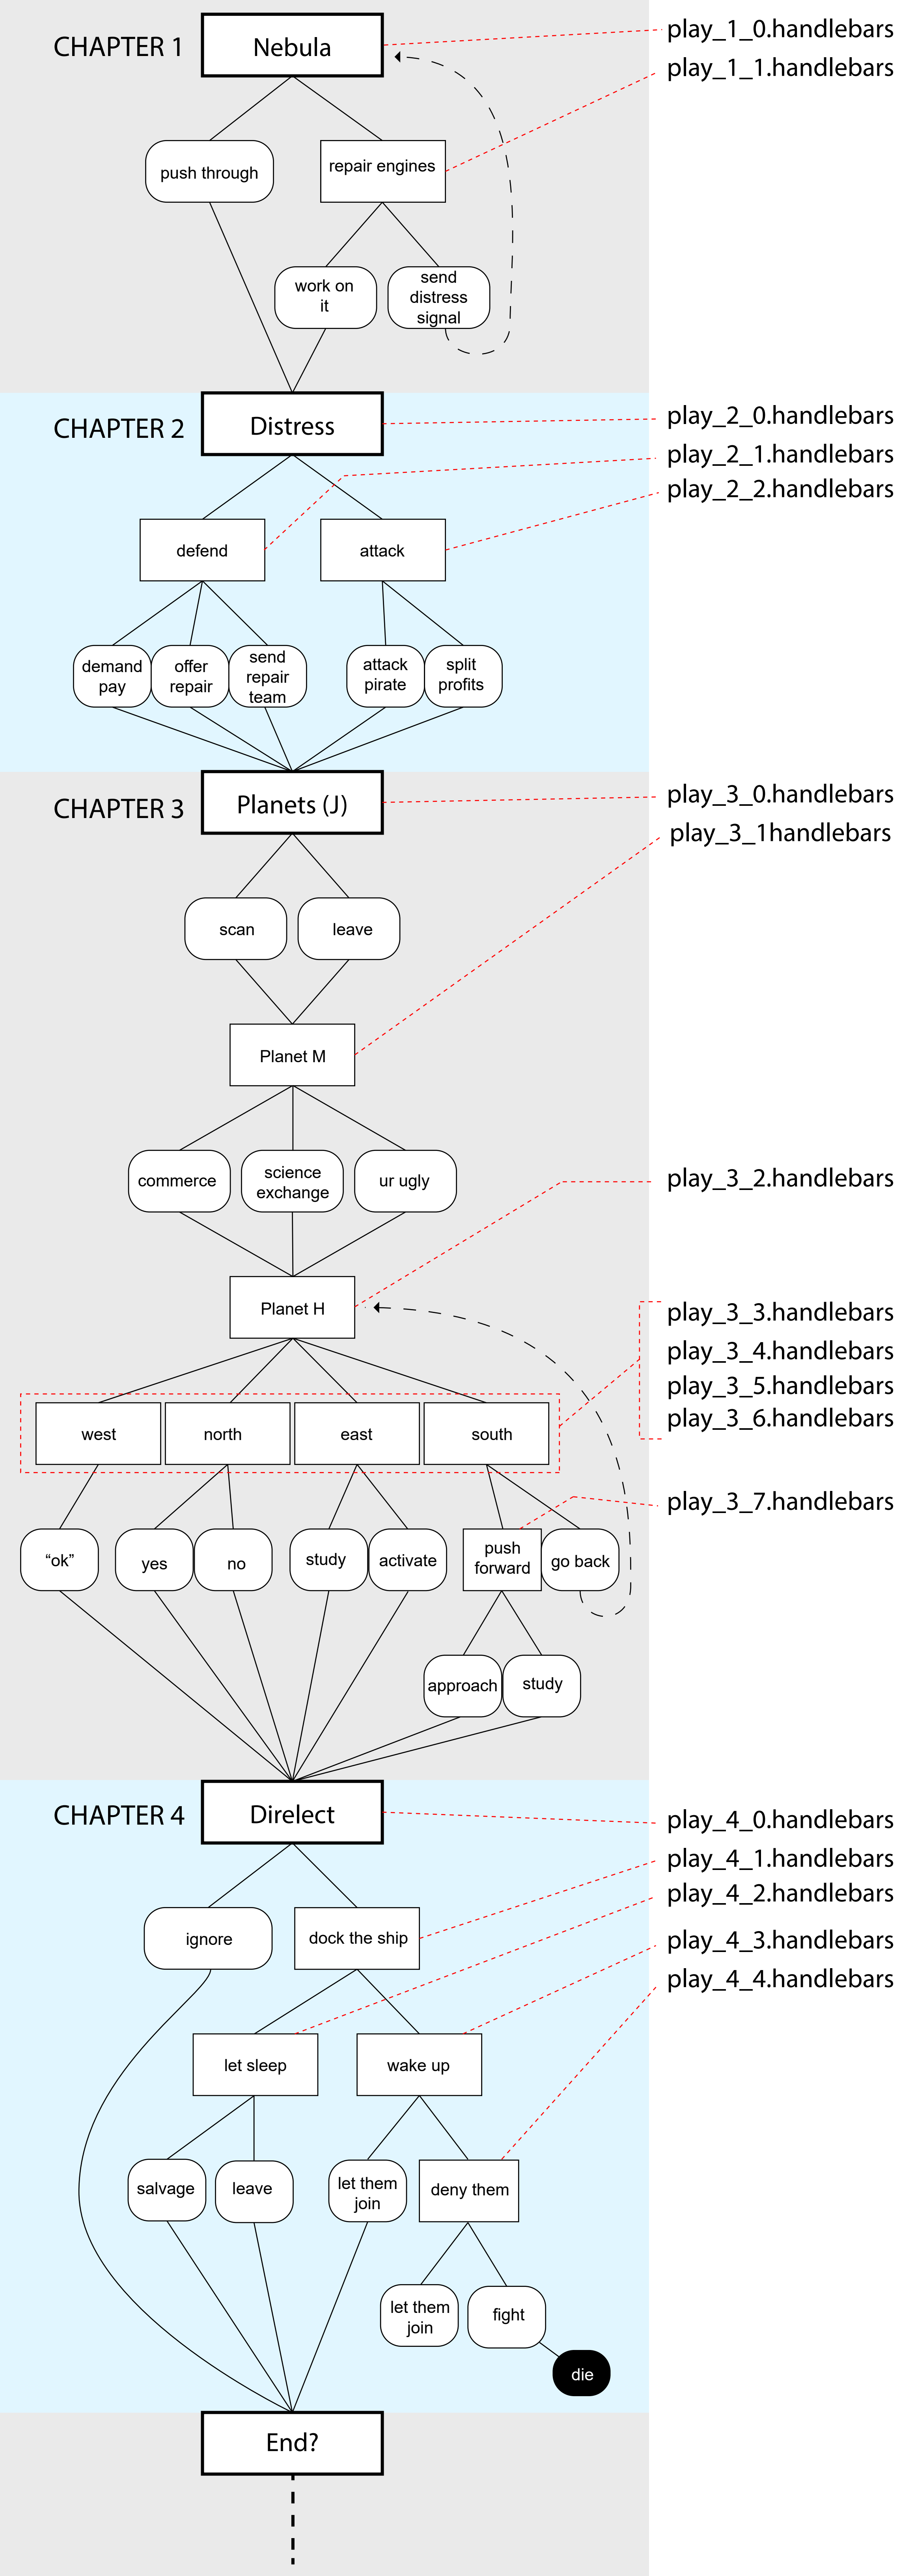 CHAPTER 1
Nebula
play_1_0.handlebars
play_1_1.handlebars
push through
repair engines
work on
it
send
distress
signal
CHAPTER 2
Distress
play_2_0.handlebars
play_2_1.handlebars
play_2_2.handlebars
defend
attack
demand
pay
offer
repair
send
repair
team
attack
pirate
split
profits
CHAPTER 3
Planets (J)
play_3_0.handlebars
play_3_1handlebars
scan
leave
Planet M
commerce
science
exchange
ur ugly
play_3_2.handlebars
Planet H
play_3_3.handlebars
play_3_4.handlebars
play_3_5.handlebars
play_3_6.handlebars
west
north
east
south
play_3_7.handlebars
“ok”
yes
no
study
activate
push
forward
go back
approach
study
CHAPTER 4
Direlect
play_4_0.handlebars
play_4_1.handlebars
play_4_2.handlebars
play_4_3.handlebars
play_4_4.handlebars
ignore
dock the ship
let sleep
wake up
salvage
leave
let them
join
deny them
let them
join
fight
die
End?